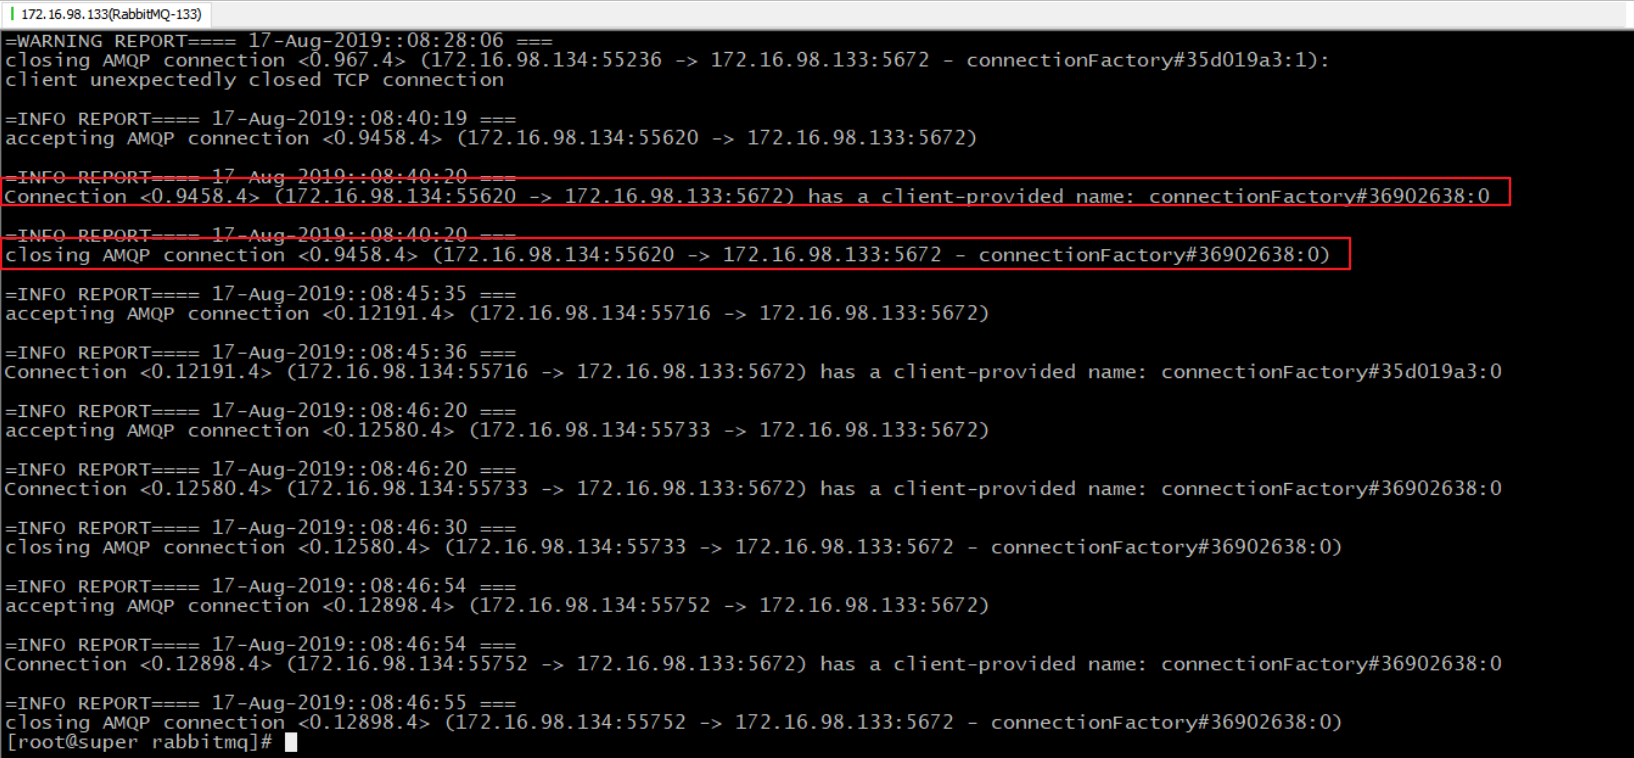 172.16.98.133(RabbitMQ-133)
=WARNING REPORT==== 17-Aug-2019::08:28:06 ===
closing AMQP connection <0.967.4> (172.16.98.134:55236 -> 172.16.98.133:5672 - connectionFactory#35d019a3:1):
client unexpectedly closed TCP connection
=INFO REPORT==== 17-Aug-2019::08:40:19 ===
accepting AMQP connection <0.9458.4> (172.16.98.134:55620 -> 172.16.98.133:5672)
=INFO REPORT==== 17-Aug-2019::08:40:20 ===
Connection <0.9458.4> (172.16.98.134:55620 -> 172.16.98.133:5672) has a client-provided name: connectionFactory#36902638:0
=INFO REPORT==== 17-Aug-2019::08:40:20 ===
closing AMQP connection <0.9458.4> (172.16.98.134:55620 -> 172.16.98.133:5672 - connectionFactory#36902638:0)
=INFO REPORT==== 17-Aug-2019::08:45:35 ===
accepting AMQP connection <0.12191.4> (172.16.98.134:55716 -> 172.16.98.133:5672)
=INFO REPORT==== 17-Aug-2019::08:45:36 ===
Connection <0.12191.4> (172.16.98.134:55716 -> 172.16.98.133:5672) has a client-provided name: connectionFactory#35d019a3:0
=INFO REPORT==== 17-Aug-2019::08:46:20 ===
accepting AMQP connection <0.12580.4> (172.16.98.134:55733 -> 172.16.98.133:5672)
=INFO REPORT==== 17-Aug-2019::08:46:20 ===
Connection <0.12580.4> (172.16.98.134:55733 -> 172.16.98.133:5672) has a client-provided name: connectionFactory#36902638:0
=INFO REPORT==== 17-Aug-2019::08:46:30 ===
closing AMQP connection <0.12580.4> (172.16.98.134:55733 -> 172.16.98.133:5672 - connectionFactory#36902638:0)
=INFO REPORT==== 17-Aug-2019::08:46:54 ===
accepting AMQP connection <0.12898.4> (172.16.98.134:55752 -> 172.16.98.133:5672)
=INFO REPORT==== 17-Aug-2019::08:46:54 ===
Connection <0.12898.4> (172.16.98.134:55752 -> 172.16.98.133:5672) has a client-provided name: connectionFactory#36902638:0
=INFO REPORT==== 17-Aug-2019::08:46:55 ===
closing AMQP connection <0.12898.4> (172.16.98.134:55752 -> 172.16.98.133:5672 - connectionFactory#36902638:0)
[root@super rabbitmq]#